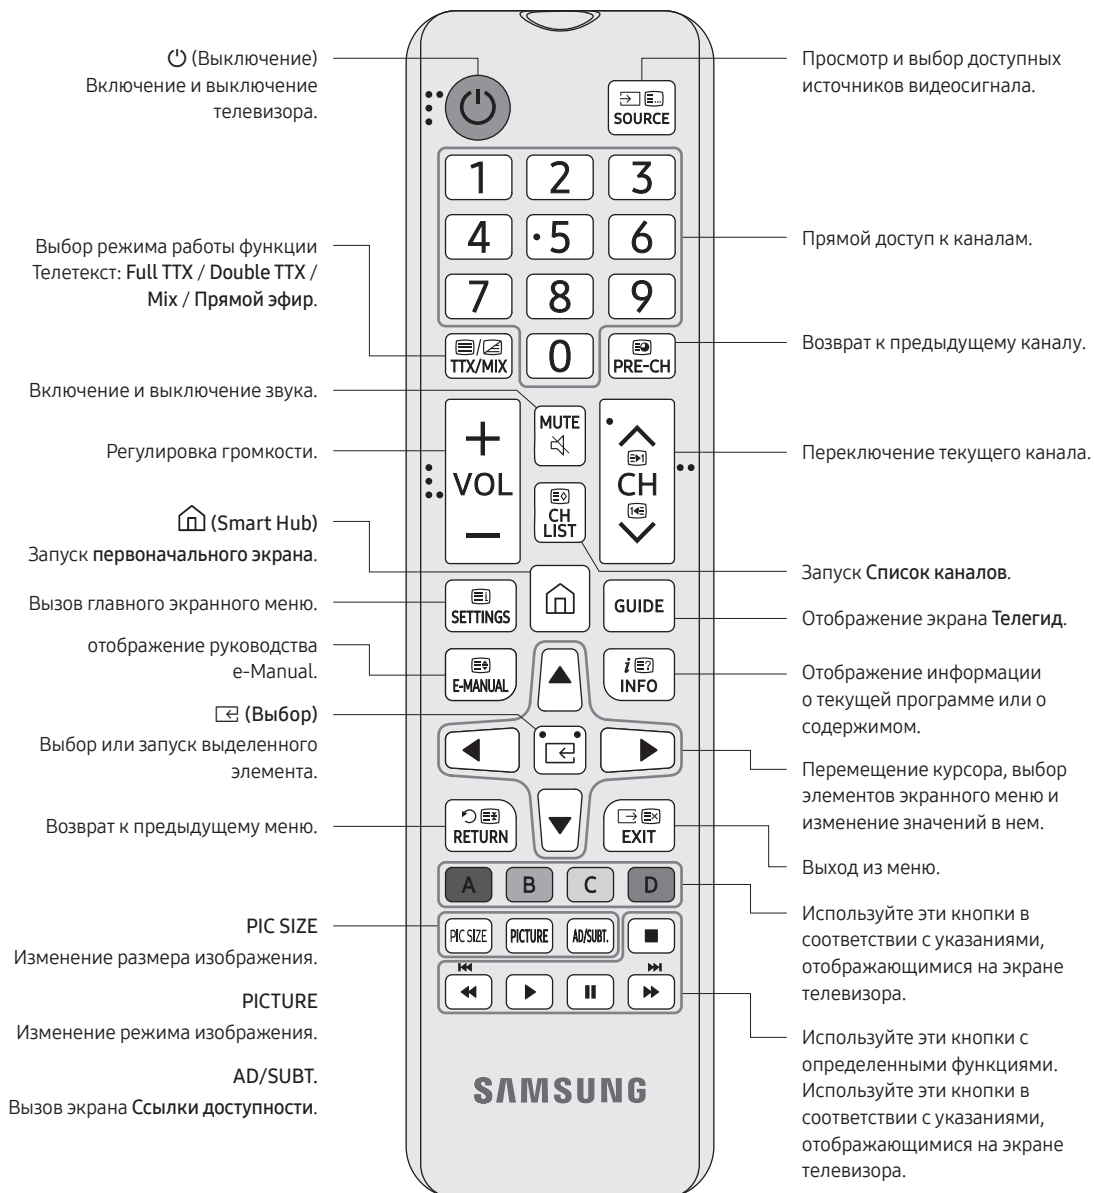 (Выключение)
Включение и выключение
телевизора.
Выбор режима работы функции
Телетекст: Full TTX / Double TTX /
Mix / Прямой эфир.
Включение и выключение звука.
Регулировка громкости.
(Smart Hub)
Запуск первоначального экрана.
Вызов главного экранного меню.
отображение руководства
e-Manual.
(Выбор)
Выбор или запуск выделенного
элемента.
Возврат к предыдущему меню.
PIC SIZE
Изменение размера изображения.
PICTURE
Изменение режима изображения.
AD/SUBT.
Вызов экрана Ссылки доступности.
SOURCE
1 2 3
4 5 6
7 8 9
TTX/MIX 0 PRE-CH
MUTE
VOL
CH
CH
LIST
SETTINGS
GUIDE
E-MANUAL
i
INFO
RETURN
EXIT
A B C D
PIC SIZE PICTURE AD/SUBT.
SAMSUNG
Просмотр и выбор доступных
источников видеосигнала.
Прямой доступ к каналам.
Возврат к предыдущему каналу.
Переключение текущего канала.
Запуск Список каналов.
Отображение экрана Телегид.
Отображение информации
о текущей программе или о
содержимом.
Перемещение курсора, выбор
элементов экранного меню и
изменение значений в нем.
Выход из меню.
Используйте эти кнопки в
соответствии с указаниями,
отображающимися на экране
телевизора.
Используйте эти кнопки с
определенными функциями.
Используйте эти кнопки в
соответствии с указаниями,
отображающимися на экране
телевизора.